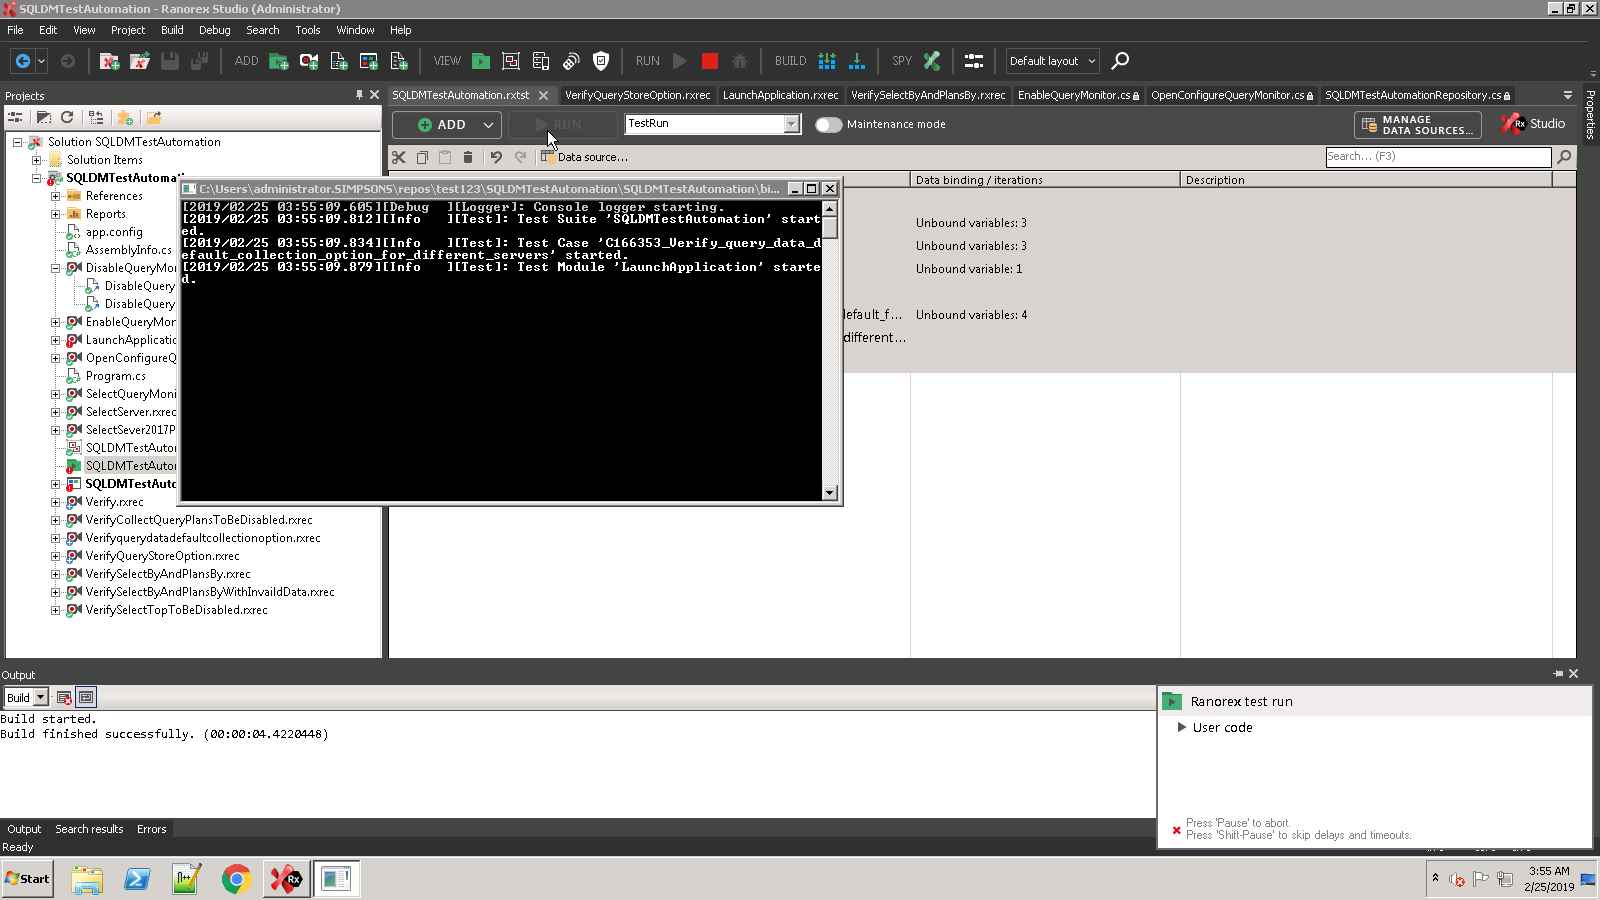 SQLDMTestAutomation - Ranorex Studio (Administrator)
File Edit View Project Build Debug Search Tools Window Help
ADD VIEW RUN BUILD SPY Default layout
Projects
SQLDMTestAutomation.rxtst VerifyQueryStoreOption.rxrec LaunchApplication.rxrec VerifySelectByAndPlansBy.rxrec EnableQueryMonitor.cs OpenConfigureQueryMonitor.cs SQLDMTestAutomationRepository.cs
Properties
ADD RUN TestRun Maintenance mode MANAGE DATA SOURCES... Rx Studio
Data source... Search... (F3)
Data binding / iterations Description
Unbound variables: 3
Unbound variables: 3
Unbound variable: 1
default_f... Unbound variables: 4
different...
Solution SQLDMTestAutomation
Solution Items
SQLDMTestAutomati
References
Reports
app.config
AssemblyInfo.cs
DisableQueryMo
DisableQuery
DisableQuery
EnableQueryMon
LaunchApplicatio
OpenConfigureQ
Program.cs
SelectQueryMoni
SelectServer.rxrec
SelectSever2017P
SQLDMTestAutor
SQLDMTestAutor
SQLDMTestAuto
Verify.rxrec
VerifyCollectQueryPlansToBeDisabled.rxrec
Verifyquerydatadefaultcollectionoption.rxrec
VerifyQueryStoreOption.rxrec
VerifySelectByAndPlansBy.rxrec
VerifySelectByAndPlansByWithInvaildData.rxrec
VerifySelectTopToBeDisabled.rxrec
C:\Users\administrator.SIMPSONS\repos\test123\SQLDMTestAutomation\SQLDMTestAutomation\bi...
[2019/02/25 03:55:09.605][Debug ][Logger]: Console logger starting.
[2019/02/25 03:55:09.812][Info ][Test]: Test Suite 'SQLDMTestAutomation' start
ed.
[2019/02/25 03:55:09.834][Info ][Test]: Test Case 'C166353_Verify_query_data_d
efault_collection_option_for_different_servers' started.
[2019/02/25 03:55:09.879][Info ][Test]: Test Module 'LaunchApplication' starte
d.
Output
Build
Build started.
Build finished successfully. (00:00:04.4220448)
Ranorex test run
User code
Press 'Pause' to abort.
Press 'Shift-Pause' to skip delays and timeouts.
Output Search results Errors
Ready
Start
Rx
3:55 AM
2/25/2019